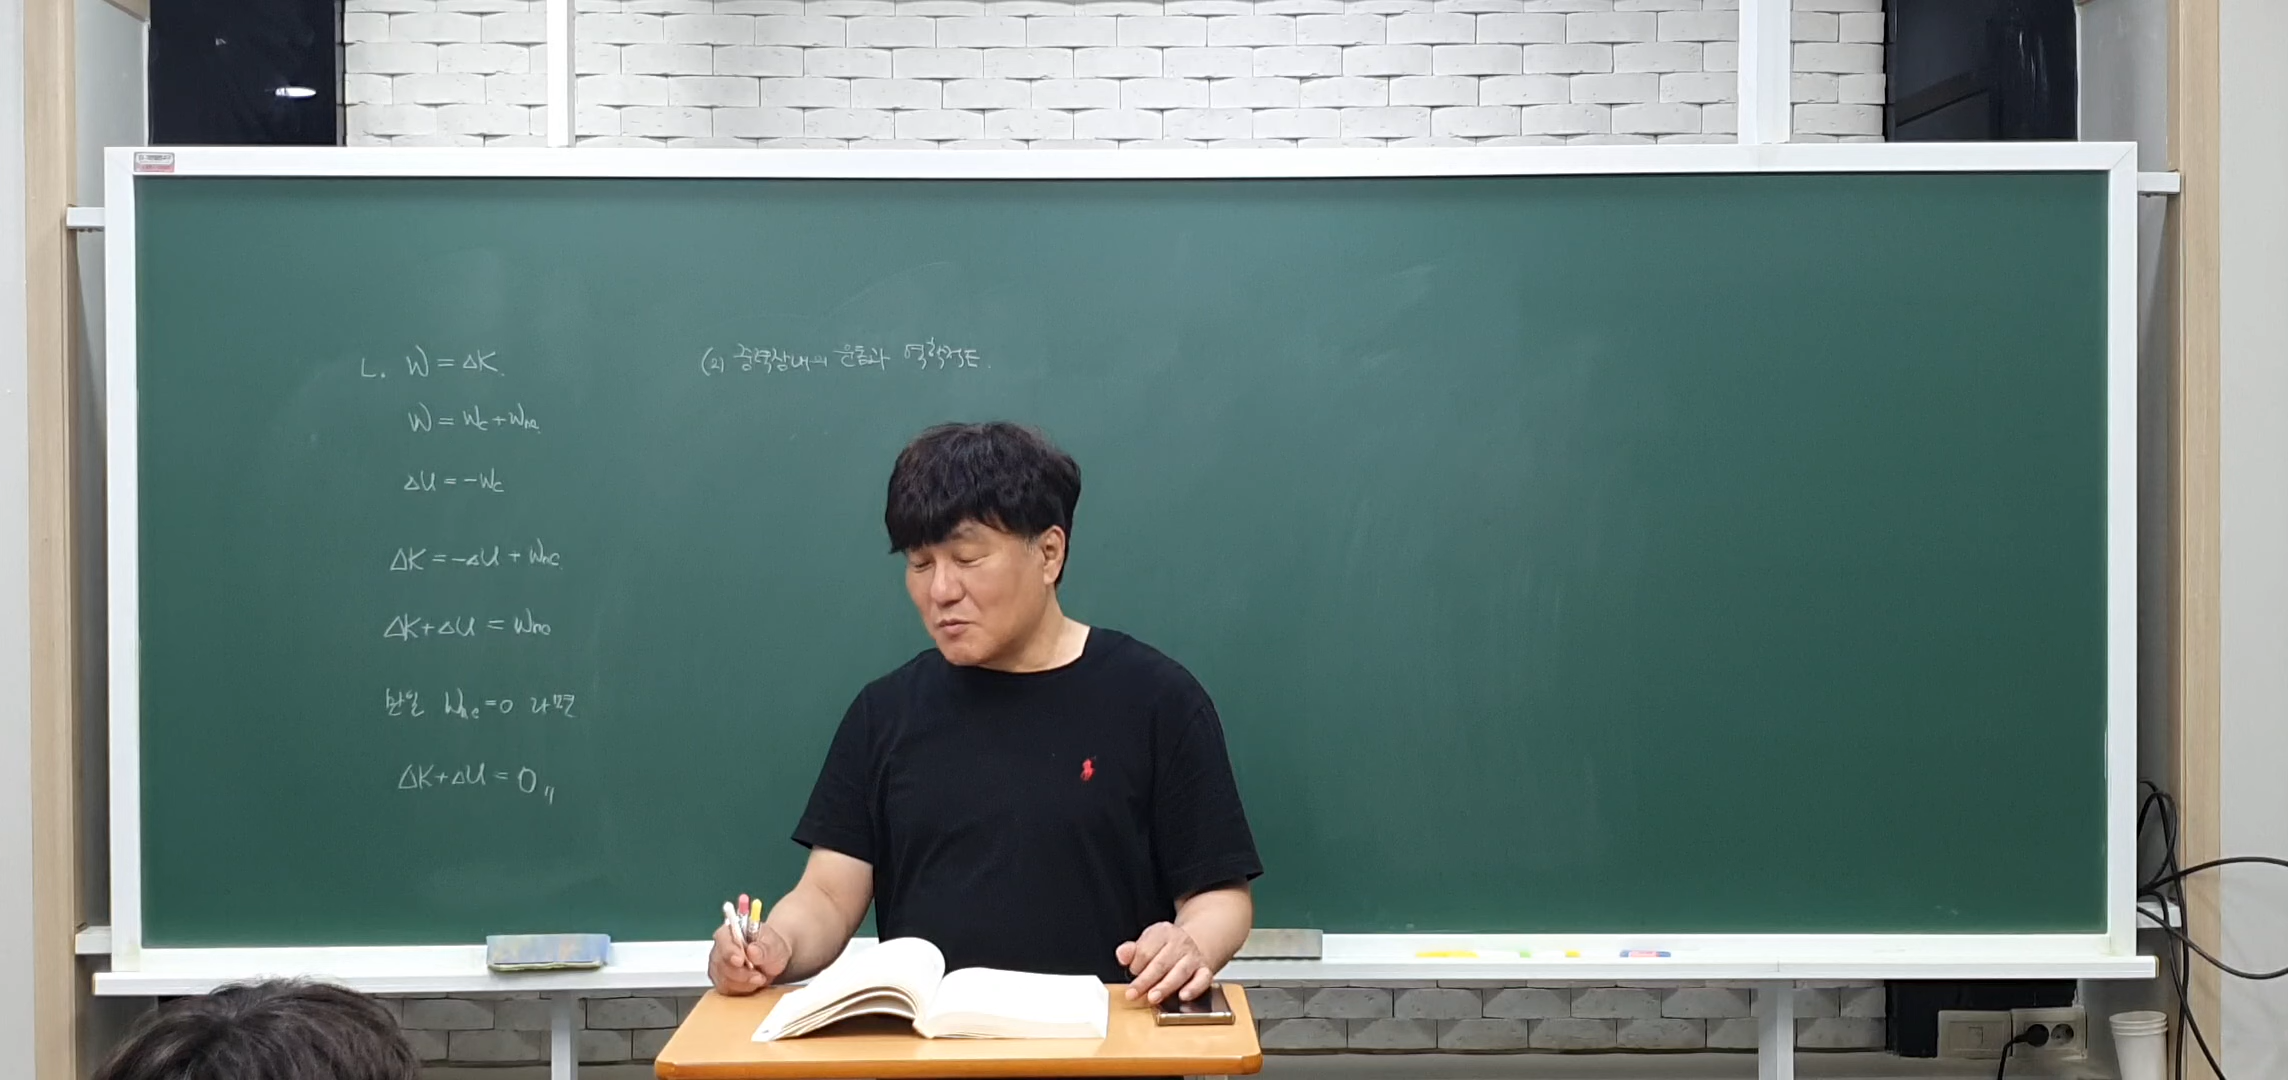 ㄴ. W = ΔK.
W = Wc + Wnc.
ΔU = -Wc
ΔK = -ΔU + Wnc.
ΔK + ΔU = Wnc
만일 Wnc = 0 라면
ΔK + ΔU = 0 〃
(2) 중력장내의 운동과 역학적E.